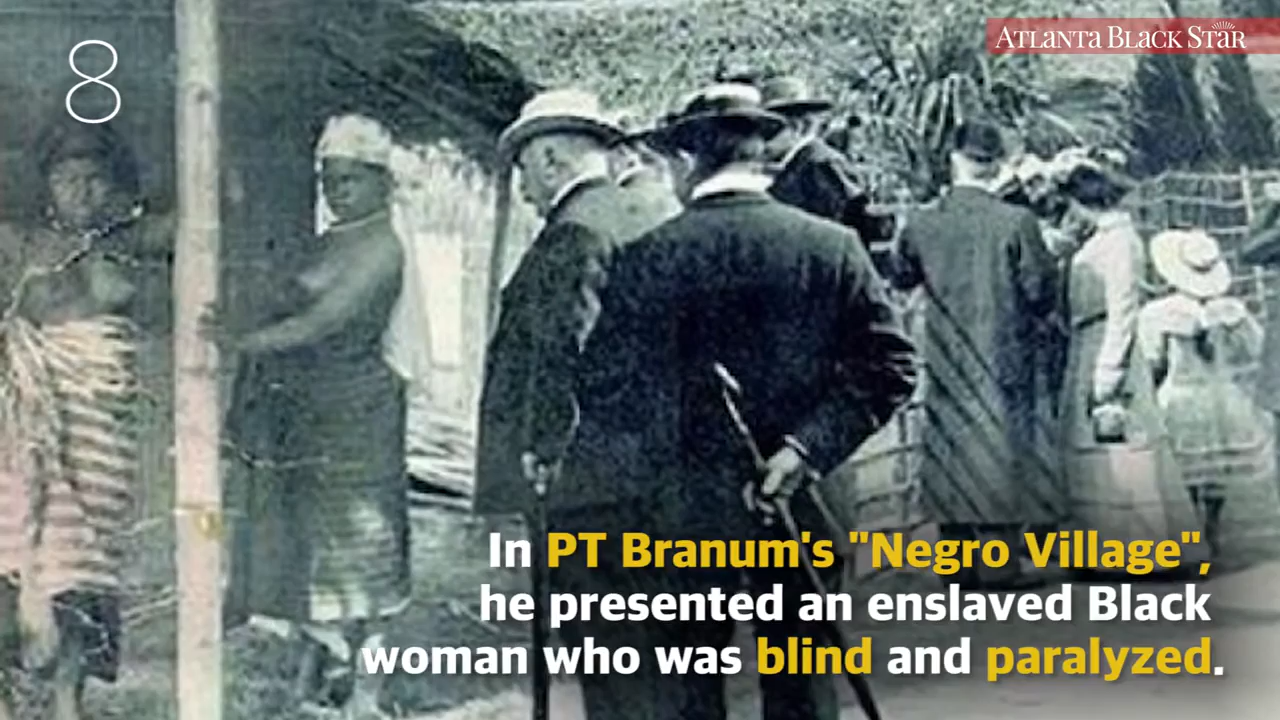 8
ATLANTA BLACK STAR
In PT Branum's "Negro Village",
he presented an enslaved Black
woman who was blind and paralyzed.